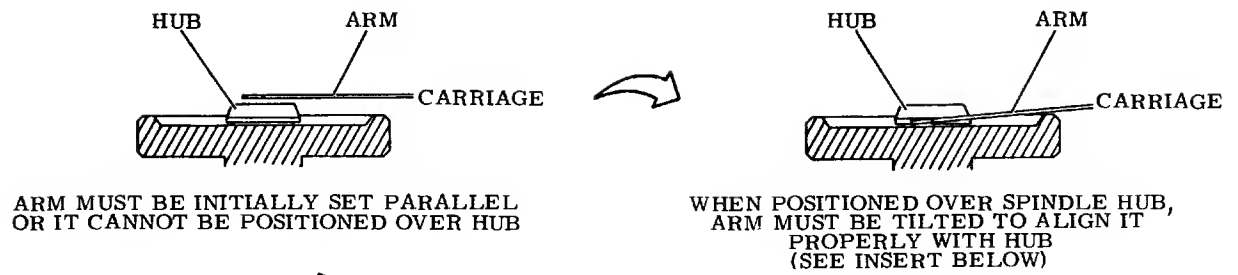 HUB
ARM
CARRIAGE
ARM MUST BE INITIALLY SET PARALLEL
OR IT CANNOT BE POSITIONED OVER HUB
HUB
ARM
CARRIAGE
WHEN POSITIONED OVER SPINDLE HUB,
ARM MUST BE TILTED TO ALIGN IT
PROPERLY WITH HUB
(SEE INSERT BELOW)